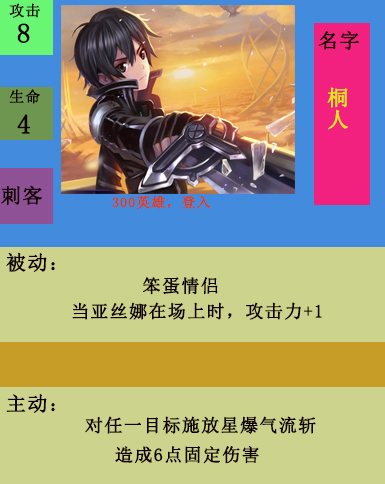 攻击
8
生命
4
刺客
名字
桐人
300英雄，登入
被动：
笨蛋情侣
当亚丝娜在场上时，攻击力+1
主动：
对任一目标施放星爆气流斩
造成6点固定伤害